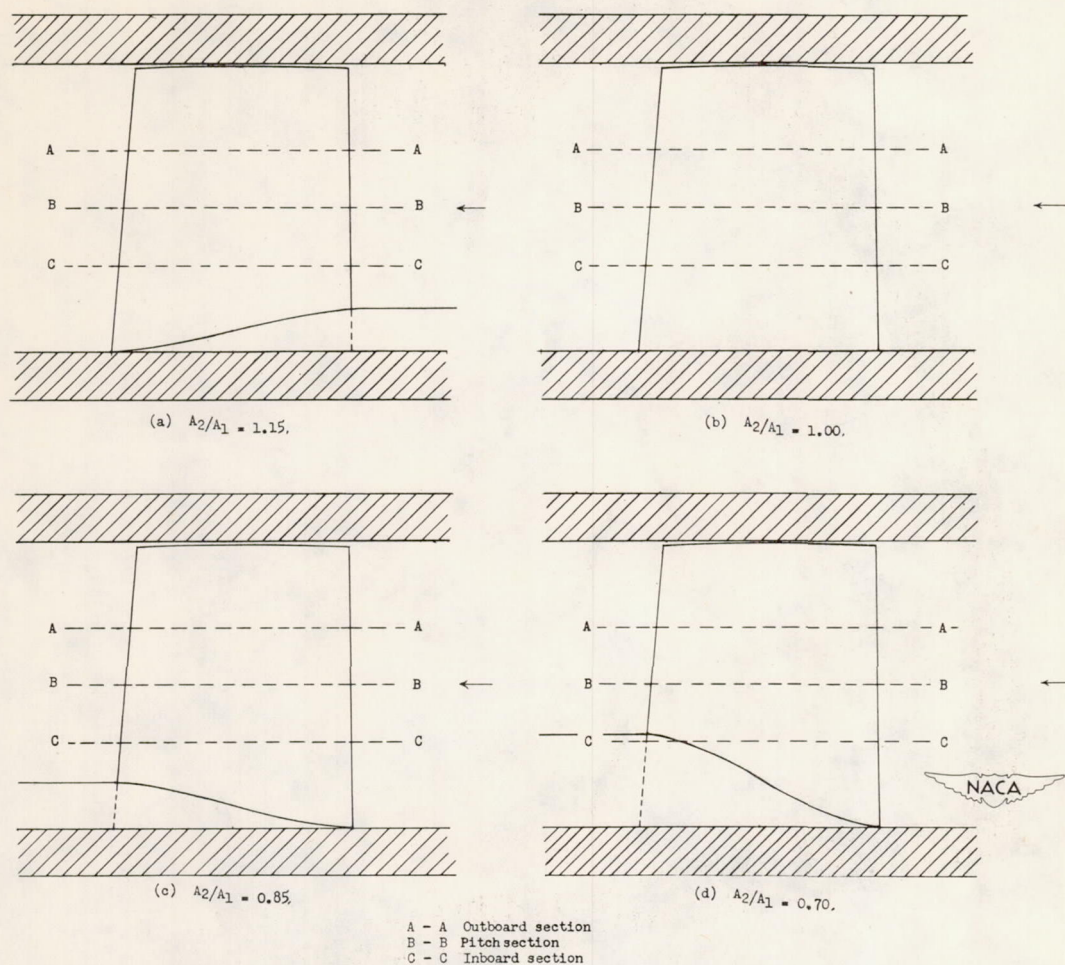 A A
B B
C C
(a) A2/A1 = 1.15.
A A
B B
C C
(b) A2/A1 = 1.00.
A A
B B
C C
(c) A2/A1 = 0.85.
A A
B B
C C
(d) A2/A1 = 0.70.
NACA
A - A Outboard section
B - B Pitch section
C - C Inboard section